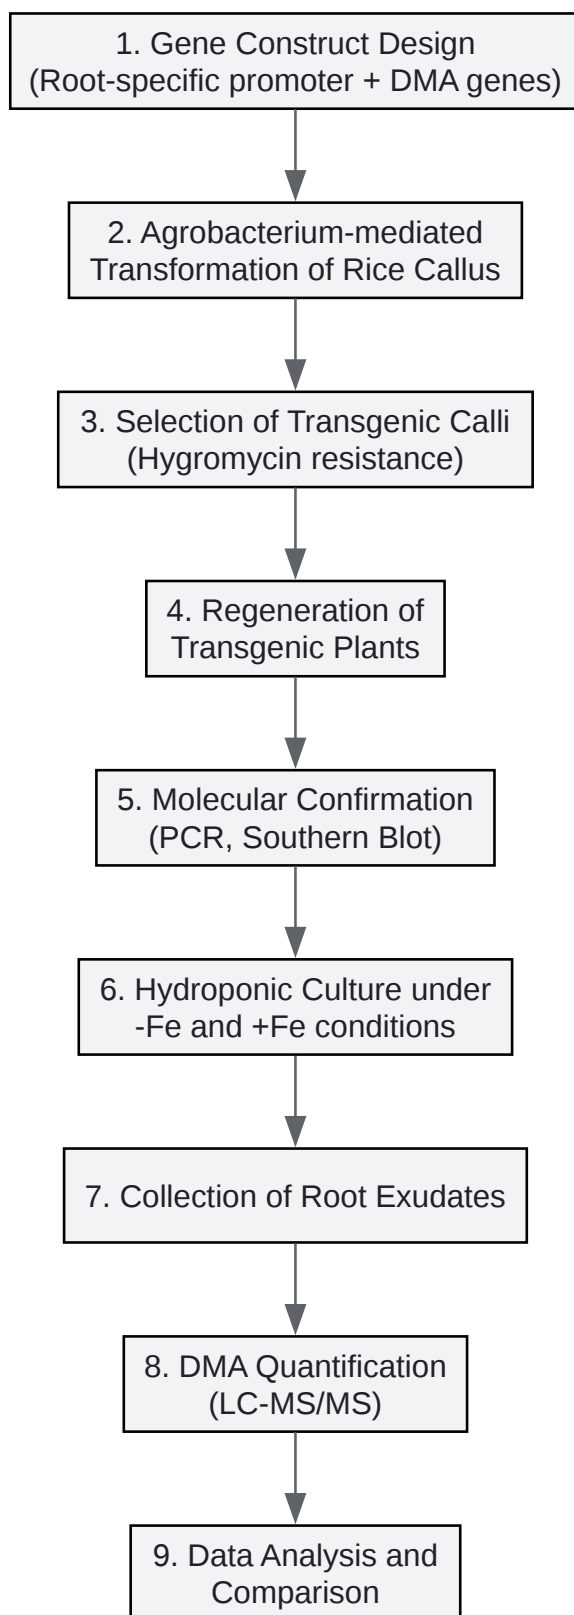 1. Gene Construct Design
(Root-specific promoter + DMA genes)
2. Agrobacterium-mediated
Transformation of Rice Callus
3. Selection of Transgenic Calli
(Hygromycin resistance)
4. Regeneration of
Transgenic Plants
5. Molecular Confirmation
(PCR, Southern Blot)
6. Hydroponic Culture under
-Fe and +Fe conditions
7. Collection of Root Exudates
8. DMA Quantification
(LC-MS/MS)
9. Data Analysis and
Comparison